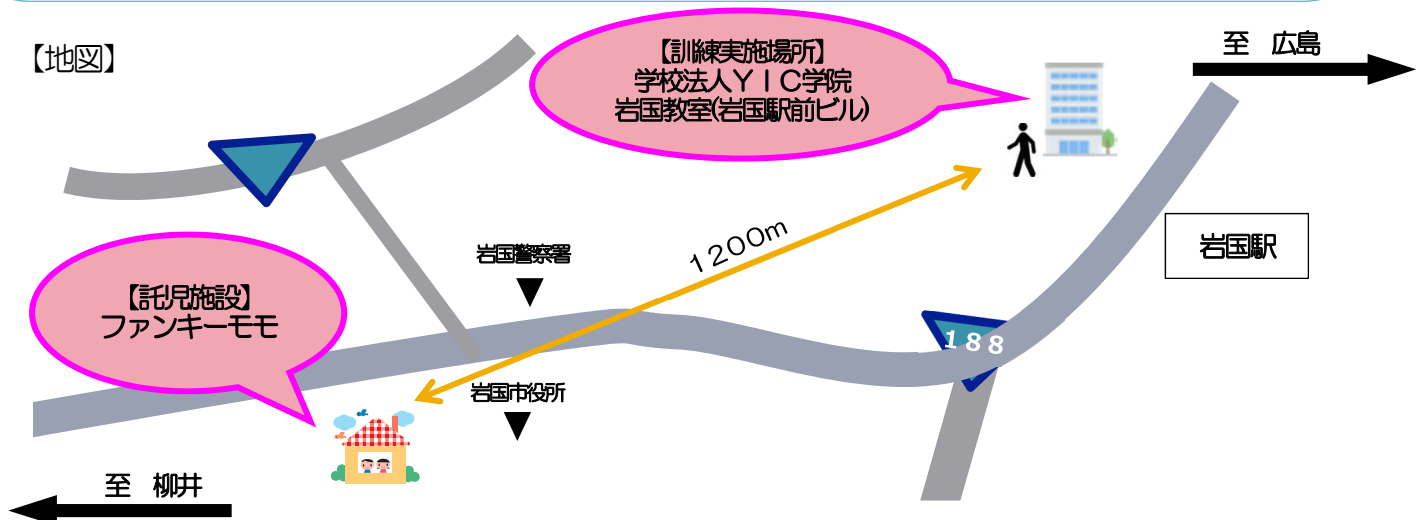 【地図】
【訓練実施場所】
学校法人ＹＩＣ学院
岩国教室(岩国駅前ビル)
至　広島
岩国駅
岩国警察署
1200m
【託児施設】
ファンキーモモ
188
岩国市役所
至　柳井